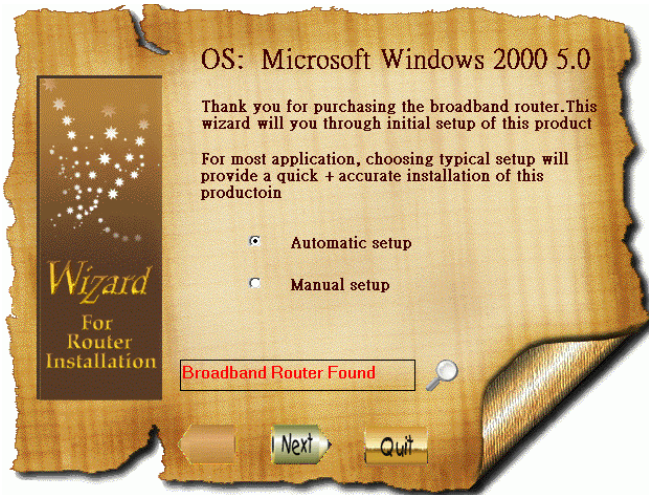 OS: Microsoft Windows 2000 5.0
Thank you for purchasing the broadband router.This
wizard will you through initial setup of this product
For most application, choosing typical setup will
provide a quick + accurate installation of this
productoin
Automatic setup
Manual setup
Wizard
For
Router
Installation
Broadband Router Found
Next
Quit